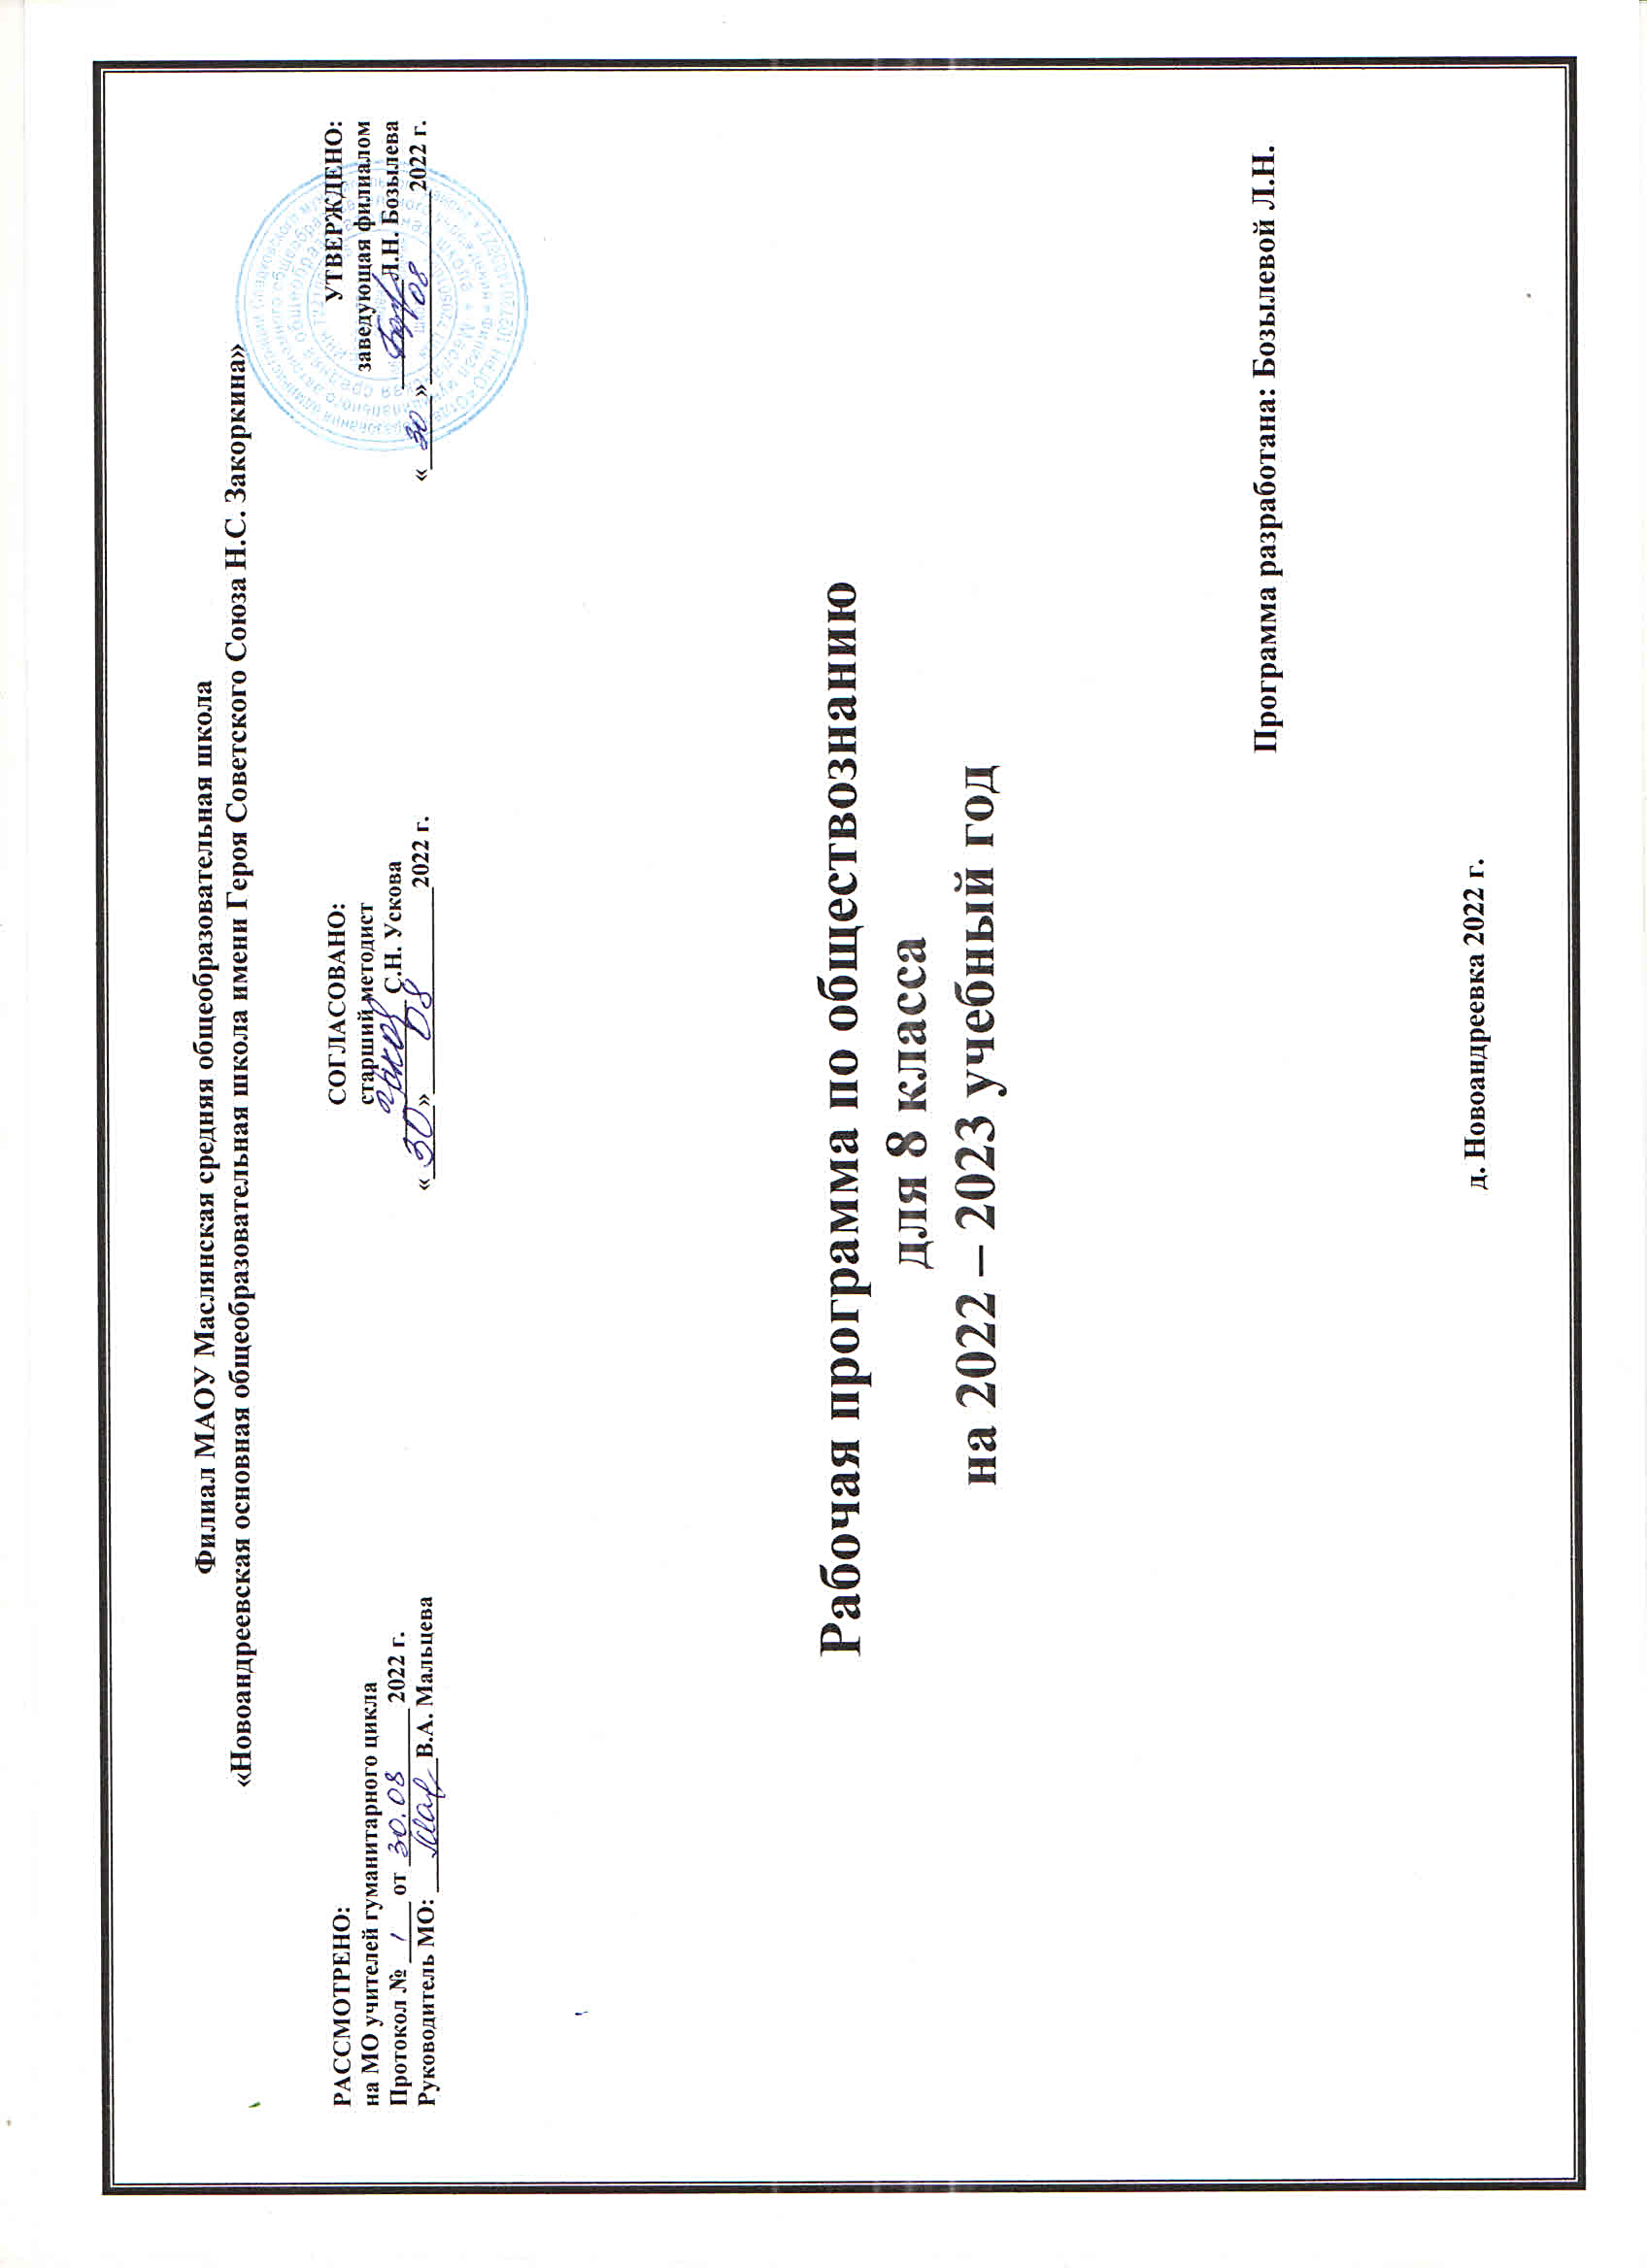 Филиал МАОУ Маслянская средняя общеобразовательная школа
«Новоандреевская основная общеобразовательная школа имени Героя Советского Союза Н.С. Закоркина»
РАССМОТРЕНО:
на МО учителей гуманитарного цикла
Протокол № 1 от 30.08 2022 г.
Руководитель МО: В.А. Мальцева
СОГЛАСОВАНО:
старший методист
С.Н. Ускова
«30» 08 2022 г.
УТВЕРЖДЕНО:
заведующая филиалом
Л.Н. Бозылева
«30» 08 2022 г.
Рабочая программа по обществознанию
для 8 класса
на 2022 – 2023 учебный год
Программа разработана: Бозылевой Л.Н.
д. Новоандреевка 2022 г.